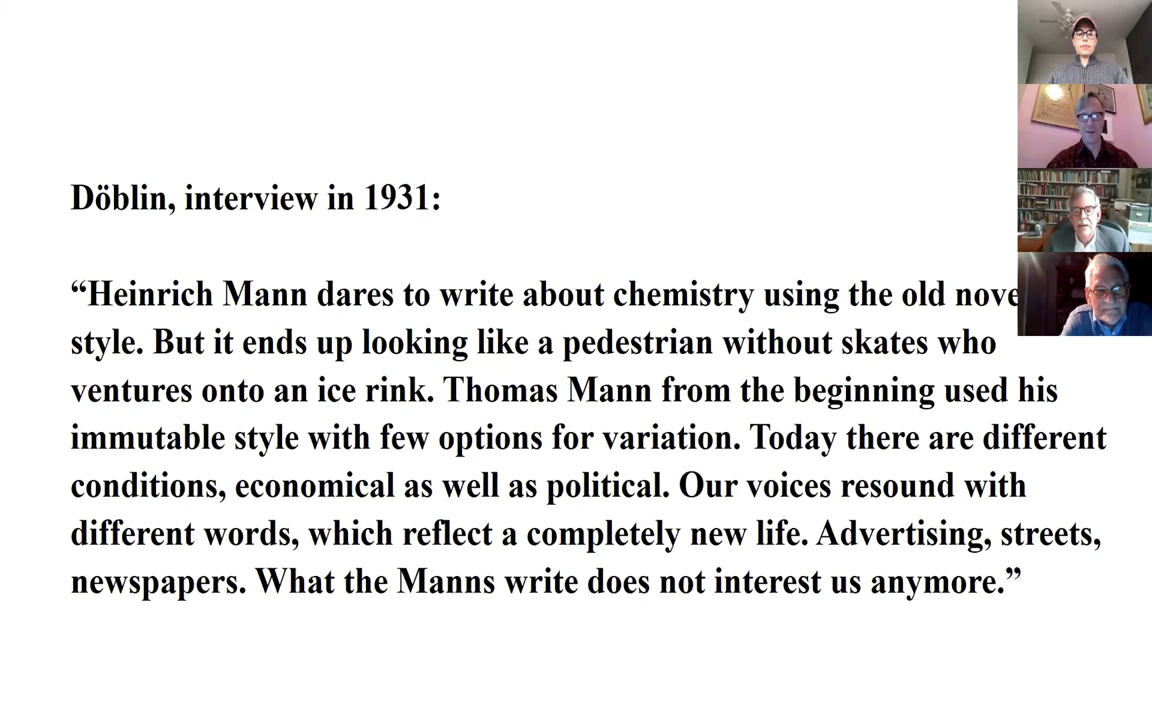 Döblin, interview in 1931:
“Heinrich Mann dares to write about chemistry using the old nove
style. But it ends up looking like a pedestrian without skates who
ventures onto an ice rink. Thomas Mann from the beginning used his
immutable style with few options for variation. Today there are different
conditions, economical as well as political. Our voices resound with
different words, which reflect a completely new life. Advertising, streets,
newspapers. What the Manns write does not interest us anymore.”